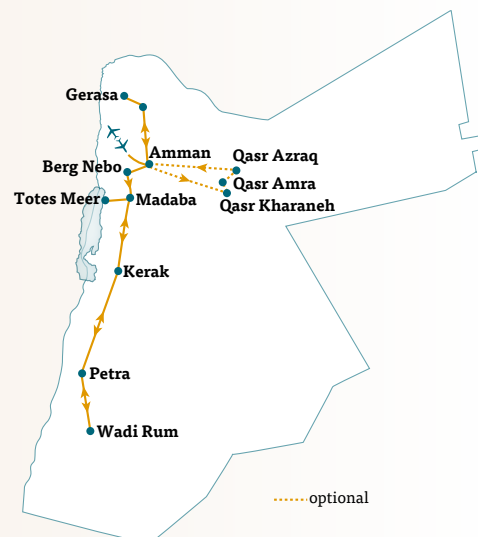 Gerasa
Amman
Qasr Azraq
Berg Nebo
Qasr Amra
Totes Meer
Madaba
Qasr Kharaneh
Kerak
Petra
Wadi Rum
optional